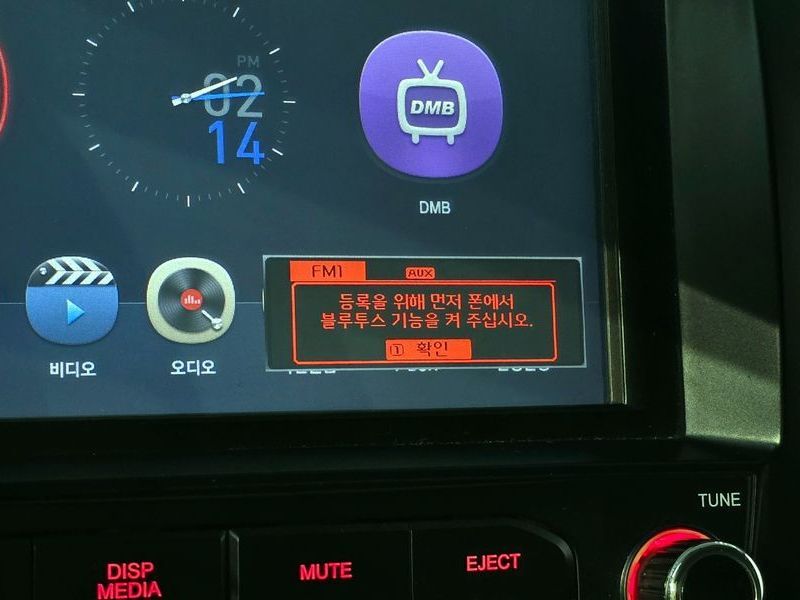 PM
02
14
DMB
DMB
비디오
오디오
FM1
AUX
등록을 위해 먼저 폰에서
블루투스 기능을 켜 주십시오.
1 확인
TUNE
DISP
MEDIA
MUTE
EJECT